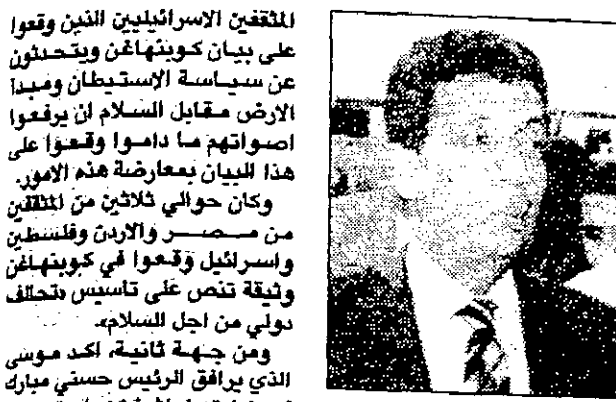 المثقفين الاسرائيليين الذين وقعوا
على بيان كوبنهاغن ويتحدثون
عن سياسة الإستيطان ومبدا
الارض مقابل السلام ان يرفعوا
اصواتهم ما داموا وقعوا على
هذا البيان بمعارضة هذه الامور.
وكان حوالي ثلاثين من المثقفين
من مصر والاردن وفلسطين
واسرائيل وقعوا في كوبنهاغن
وثيقة تنص على تاسيس «تحالف
دولي من اجل السلام».
ومن جهة ثانية، اكد موسى
الذي يرافق الرئيس حسني مبارك